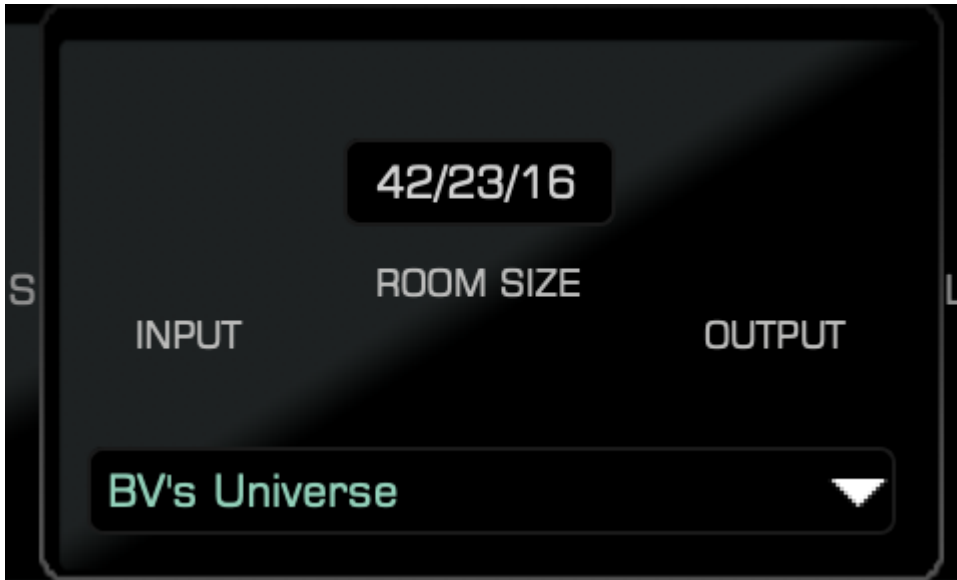 42/23/16
ROOM SIZE
S
L
INPUT
OUTPUT
BV's Universe